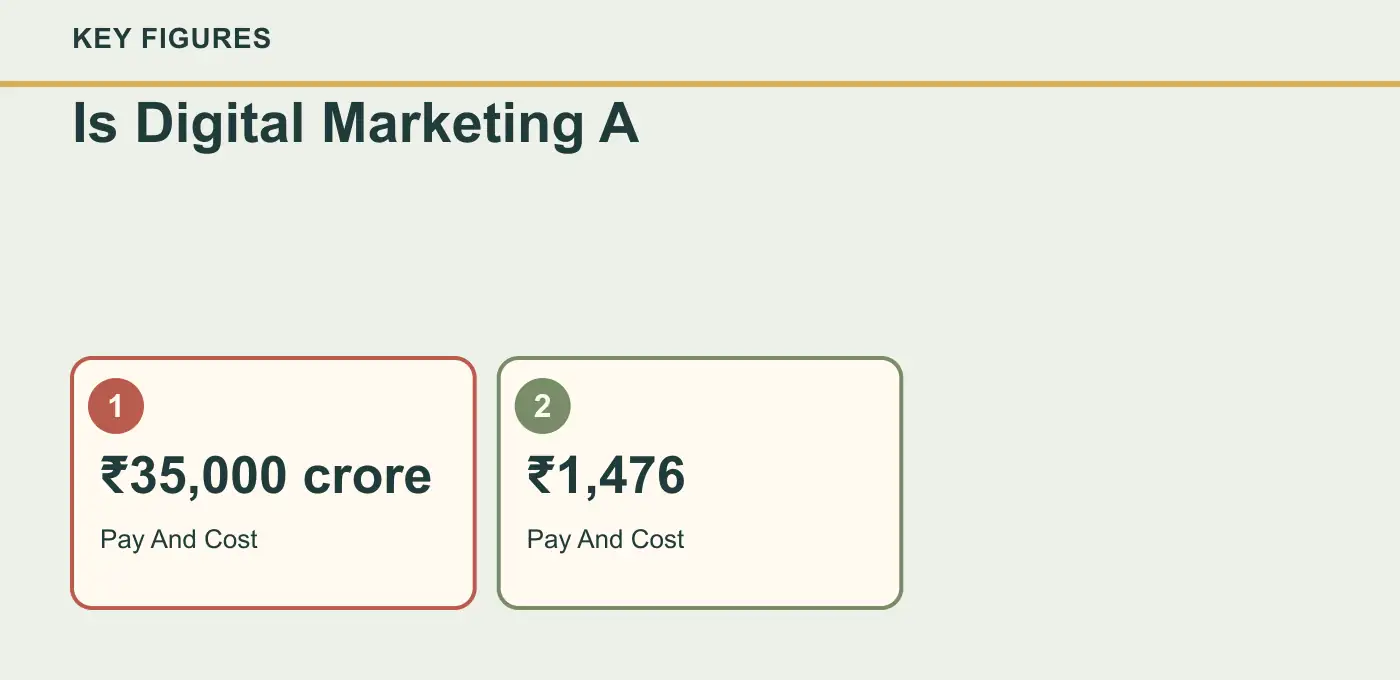 KEY FIGURES
Is Digital Marketing A
1
₹35,000 crore
Pay And Cost
2
₹1,476
Pay And Cost